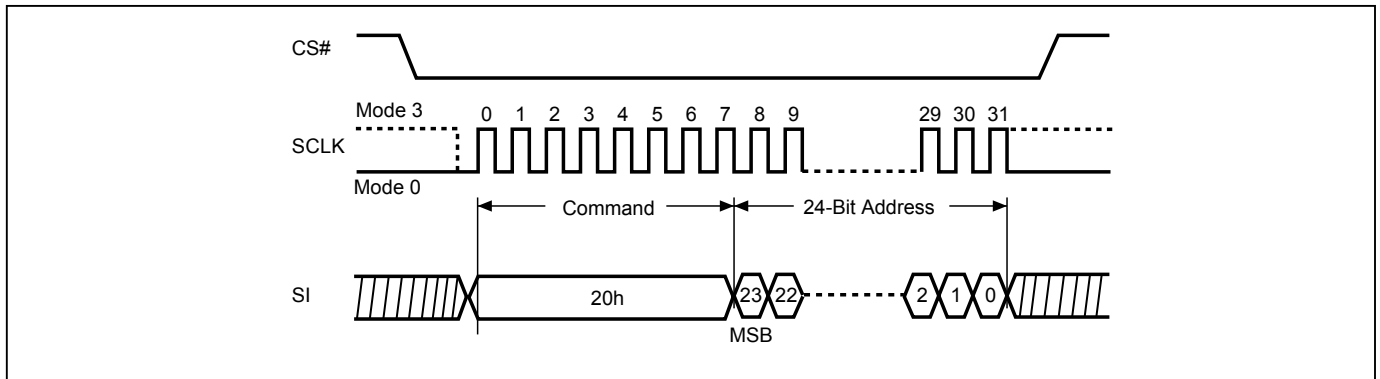 CS#
Mode 3 0 1 2 3 4 5 6 7 8 9 29 30 31
SCLK
Mode 0
Command 24-Bit Address
SI 20h 23 22 2 1 0
MSB